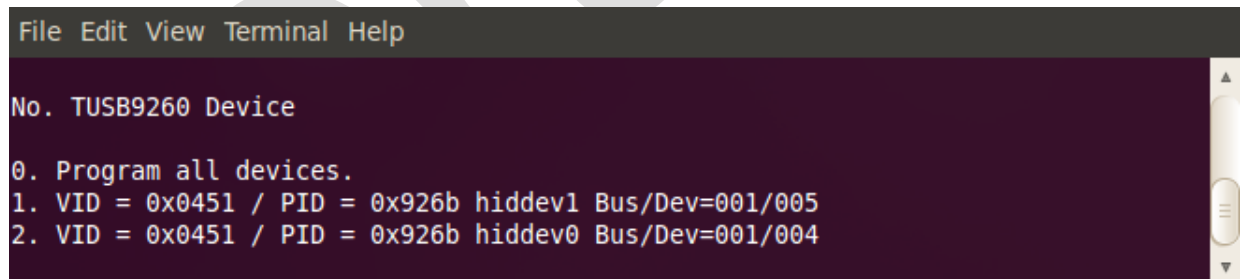 File Edit View Terminal Help
No. TUSB9260 Device
0. Program all devices.
1. VID = 0x0451 / PID = 0x926b hiddev1 Bus/Dev=001/005
2. VID = 0x0451 / PID = 0x926b hiddev0 Bus/Dev=001/004